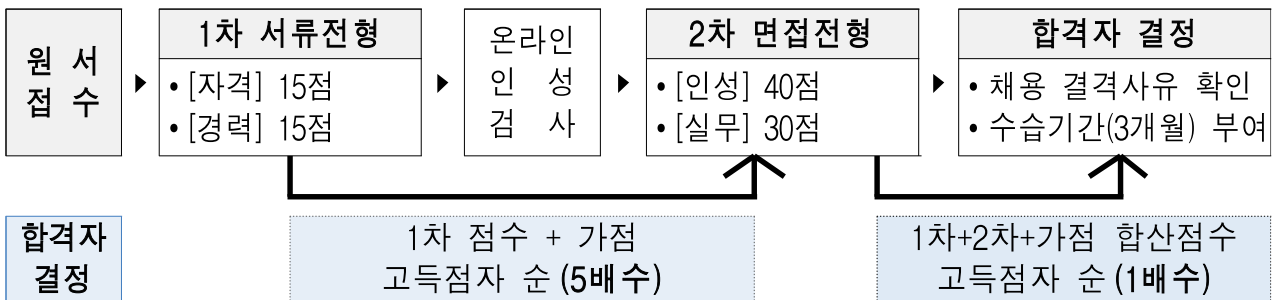 원 서
접 수
1차 서류전형
• [자격] 15점
• [경력] 15점
온라인
인 성
검 사
2차 면접전형
• [인성] 40점
• [실무] 30점
합격자 결정
• 채용 결격사유 확인
• 수습기간(3개월) 부여
합격자
결정
1차 점수 + 가점
고득점자 순 (5배수)
1차+2차+가점 합산점수
고득점자 순 (1배수)